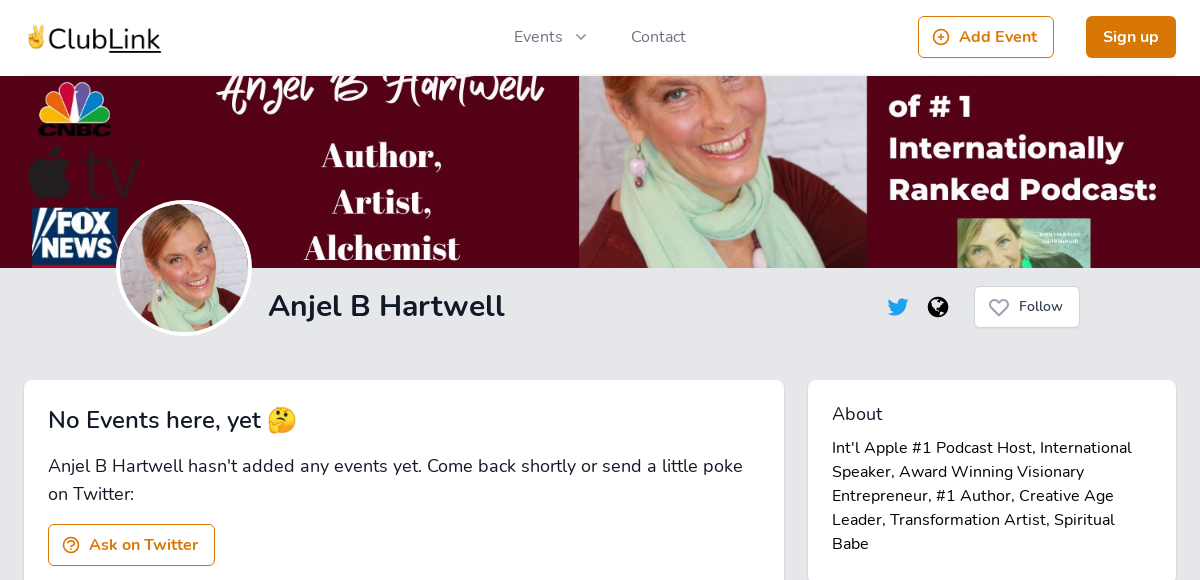 ClubLink
Events
Contact
Add Event
Sign up
CNBC
tv
FOX
NEWS
Anjel B Hartwell
Author,
Artist,
Alchemist
of # 1
Internationally
Ranked Podcast:
Anjel B Hartwell
Follow
No Events here, yet 🤔
Anjel B Hartwell hasn't added any events yet. Come back shortly or send a little poke
on Twitter:
Ask on Twitter
About
Int'l Apple #1 Podcast Host, International
Speaker, Award Winning Visionary
Entrepreneur, #1 Author, Creative Age
Leader, Transformation Artist, Spiritual
Babe